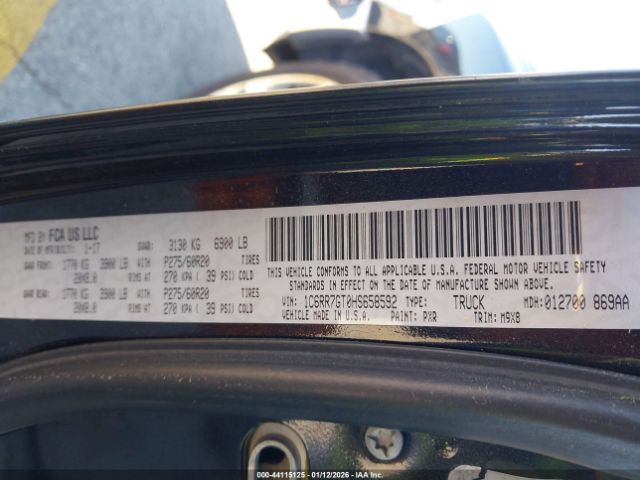 MFD BY FCA US LLC
DATE OF MFR 1-17 GVWR: 3130 KG 6900 LB
GAWR FRONT: 1770 KG 3900 LB P275/60R20 TIRES
20X8.0 RIMS AT 270 KPA ( 39 PSI) COLD
GAWR REAR: 1770 KG 3900 LB P275/60R20 TIRES
20X8.0 RIMS AT 270 KPA ( 39 PSI) COLD
THIS VEHICLE CONFORMS TO ALL APPLICABLE U.S.A. FEDERAL MOTOR VEHICLE SAFETY
STANDARDS IN EFFECT ON THE DATE OF MANUFACTURE SHOWN ABOVE.
VIN: 1C6RR7GT0HS658592 TYPE: TRUCK MDH: 012700 869AA
VEHICLE MADE IN U.S.A. PAINT: PXR TRIM: M9X8
000-44115125 - 01/12/2026 - IAA Inc.